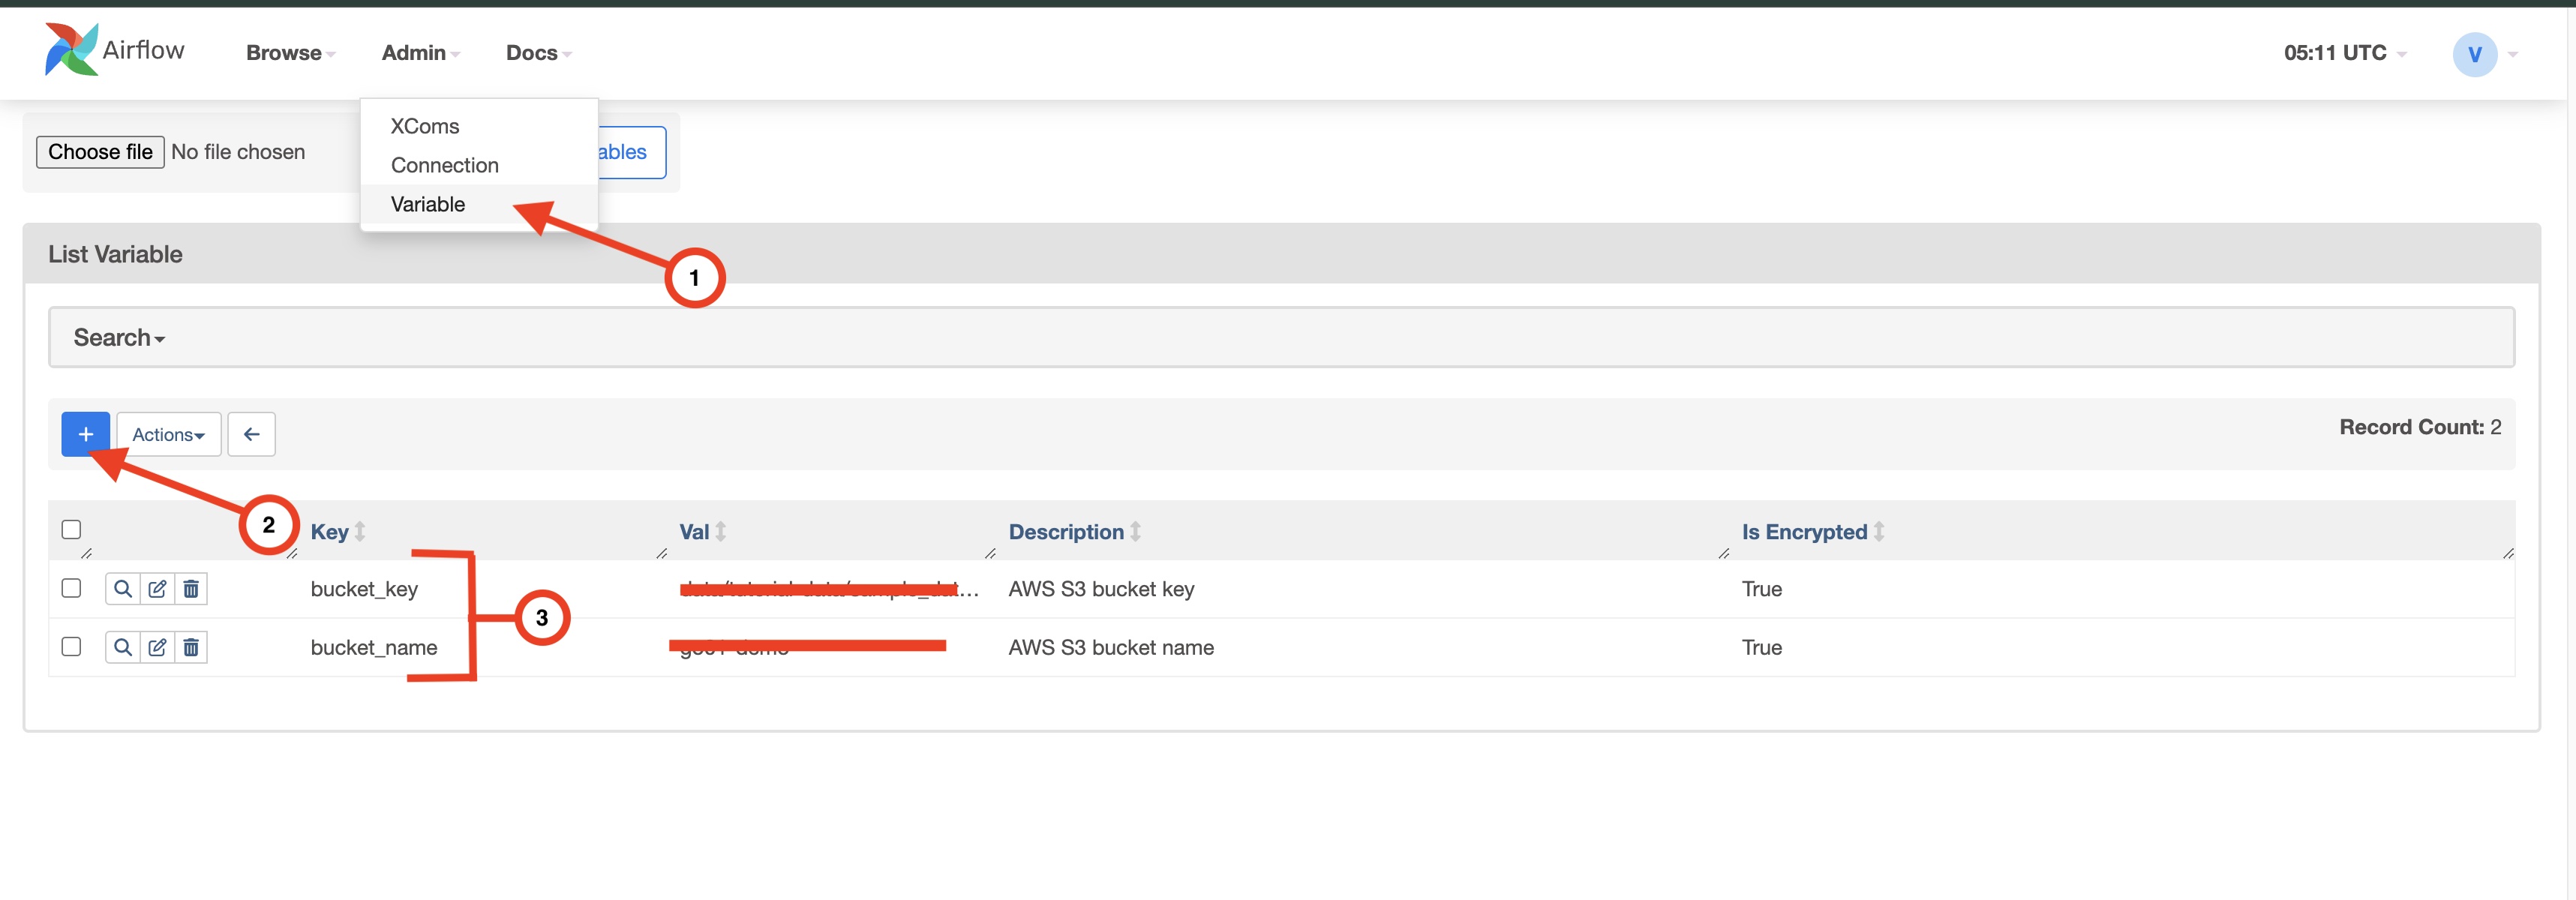 Airflow Browse Admin Docs 05:11 UTC V
XComs
Choose file No file chosen ables
Connection
Variable
List Variable
1
Search
+ Actions Record Count: 2
2
Key Val Description Is Encrypted
bucket_key AWS S3 bucket key True
3
bucket_name AWS S3 bucket name True